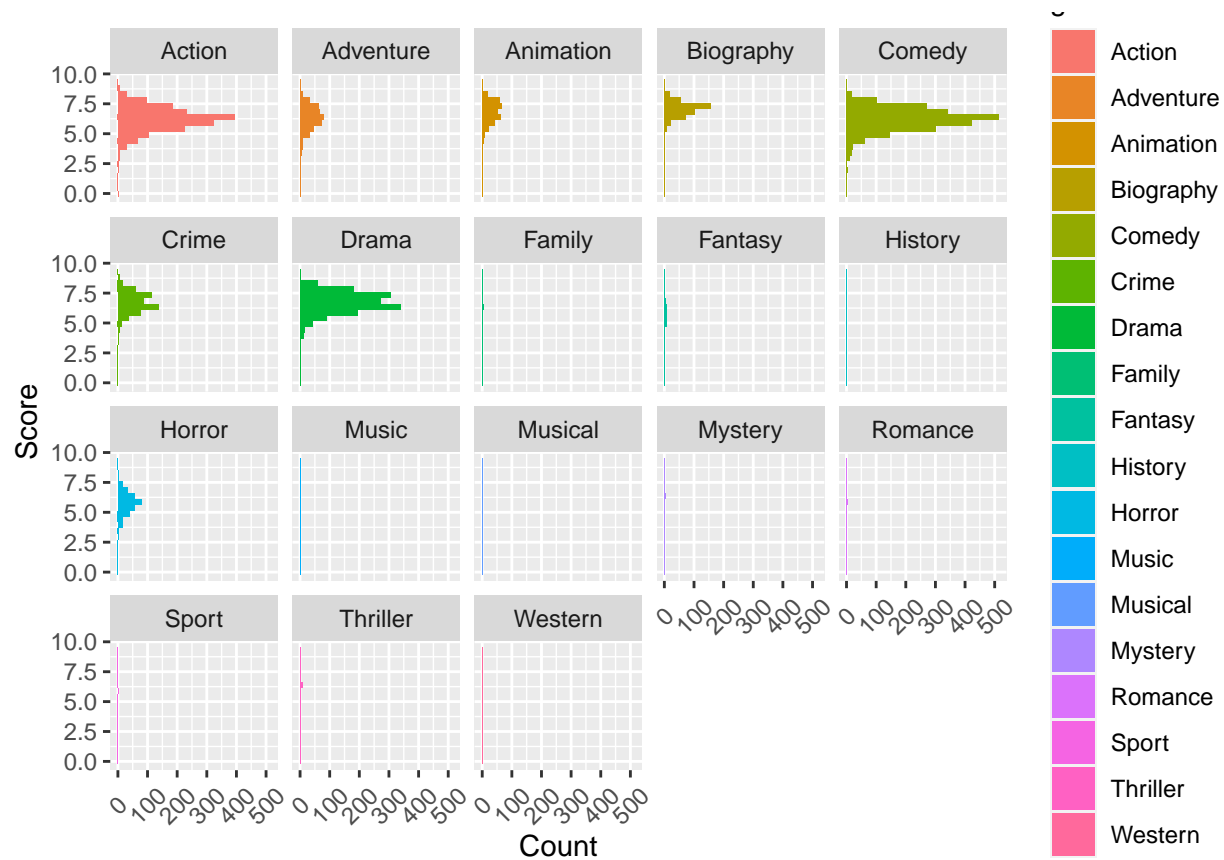 Action Adventure Animation Biography Comedy
10.0
7.5
5.0
2.5
0.0
Crime Drama Family Fantasy History
10.0
7.5
5.0
2.5
0.0
Score
Horror Music Musical Mystery Romance
10.0
7.5
5.0
2.5
0.0
0 100 200 300 400 500 0 100 200 300 400 500
Sport Thriller Western
10.0
7.5
5.0
2.5
0.0
0 100 200 300 400 500 0 100 200 300 400 500 0 100 200 300 400 500
Count
Action
Adventure
Animation
Biography
Comedy
Crime
Drama
Family
Fantasy
History
Horror
Music
Musical
Mystery
Romance
Sport
Thriller
Western